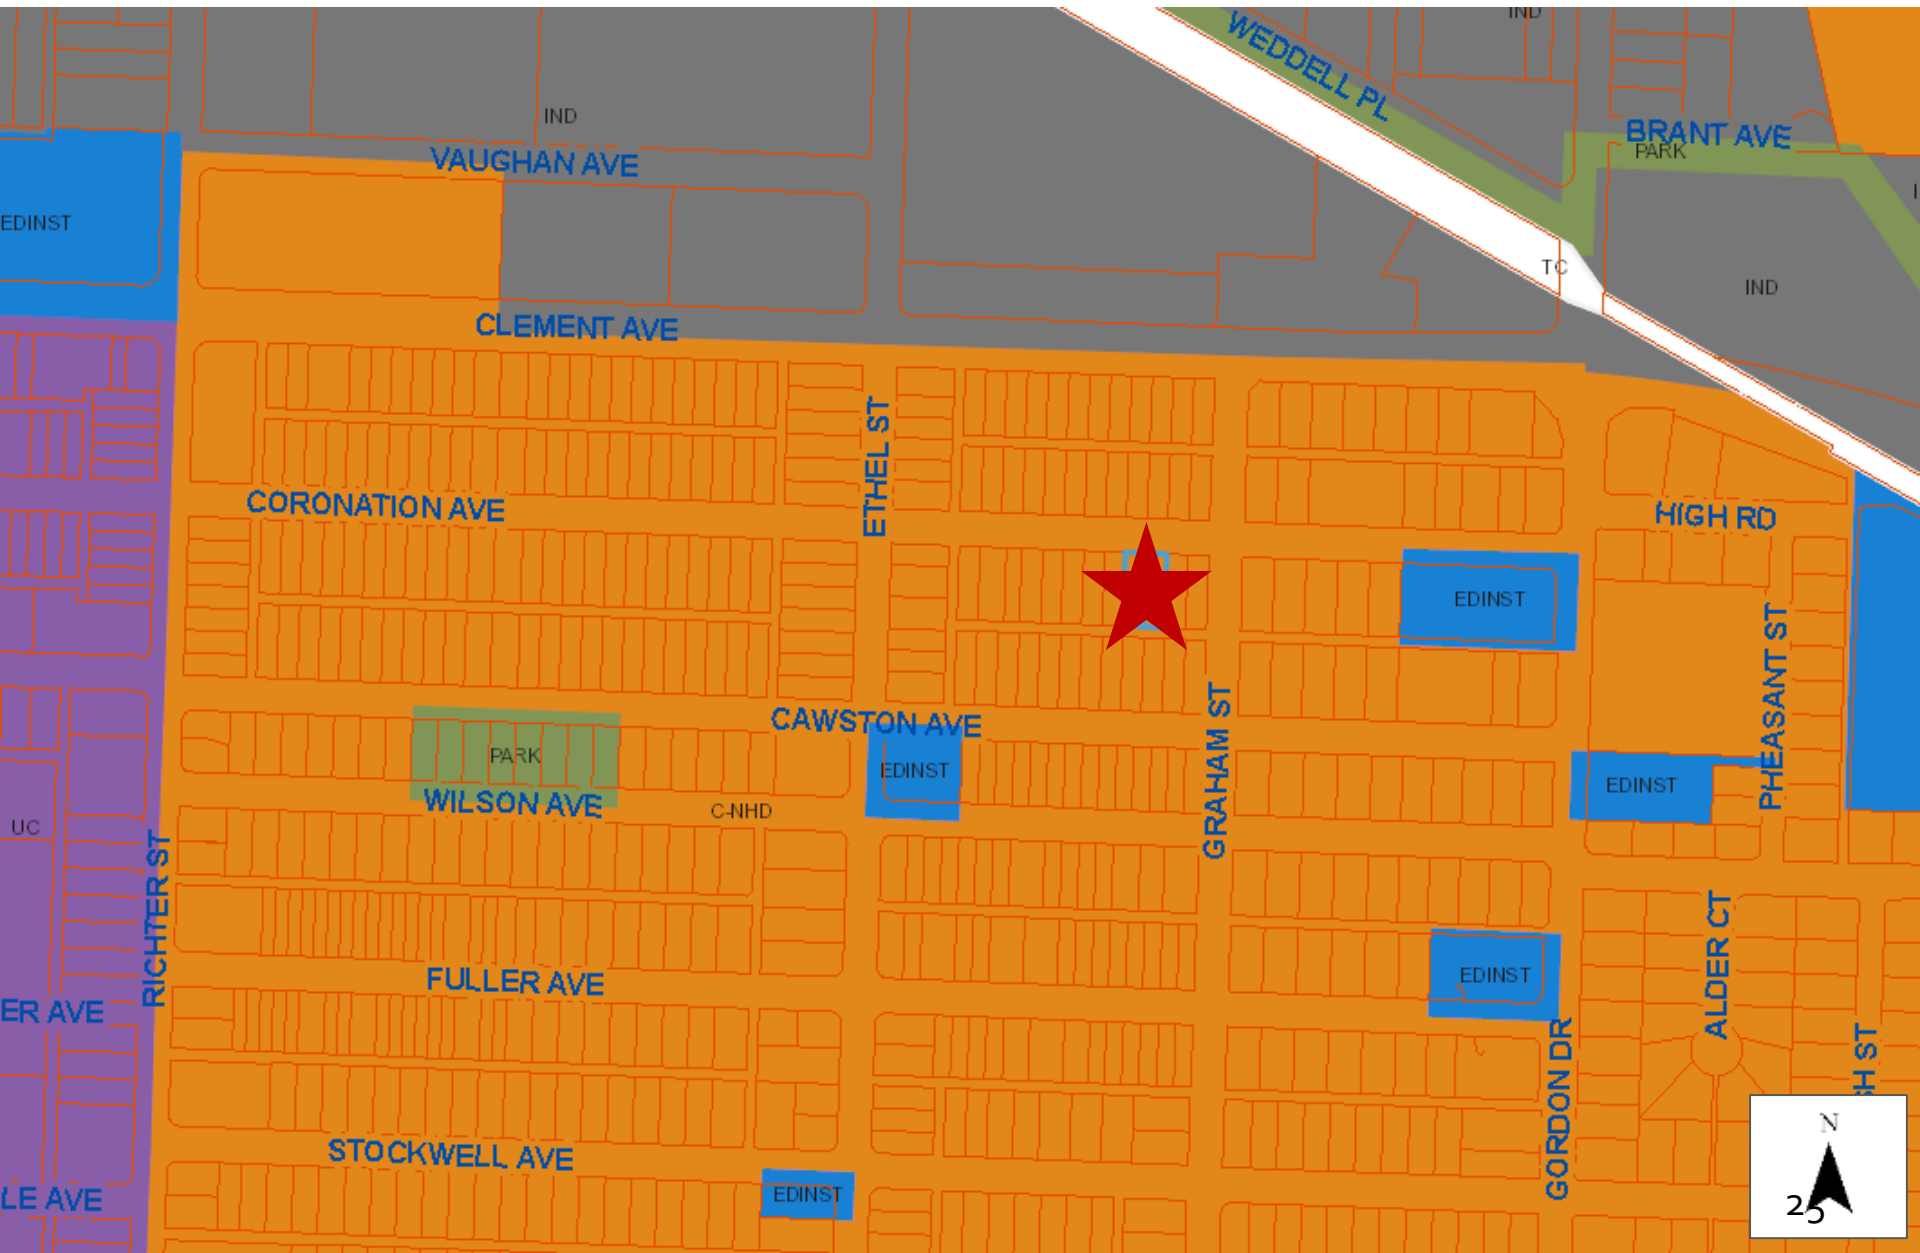 IND
WEDDELL PL
IND
BRANT AVE
PARK
VAUGHAN AVE
EDINST
TC
IND
CLEMENT AVE
ETHEL ST
CORONATION AVE
HIGH RD
EDINST
PHEASANT ST
CAWSTON AVE
GRAHAM ST
PARK
EDINST
EDINST
WILSON AVE
C-NHD
UC
RICHTER ST
FULLER AVE
EDINST
ALDER CT
ER AVE
GORDON DR
SH ST
STOCKWELL AVE
EDINST
LE AVE
N
25